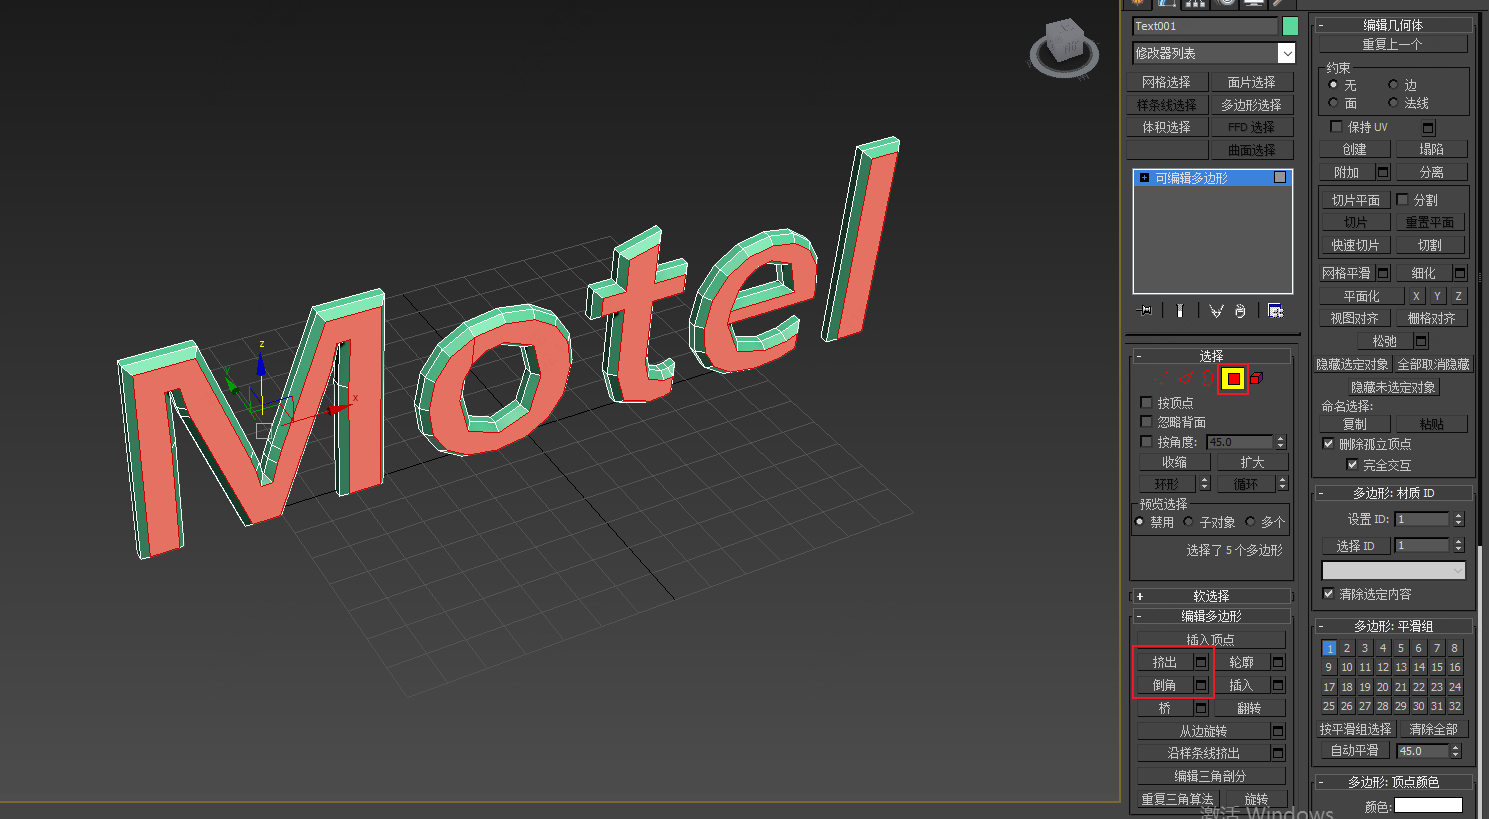 Motel
z
x
Y
Text001
修改器列表
网格选择
面片选择
样条线选择
多边形选择
体积选择
FFD 选择
曲面选择
可编辑多边形
选择
按顶点
忽略背面
按角度: 45.0
收缩
扩大
环形
循环
预览选择
禁用
子对象
多个
选择了 5 个多边形
+ 软选择
- 编辑多边形
插入顶点
挤出
轮廓
倒角
插入
桥
翻转
从边旋转
沿样条线挤出
编辑三角剖分
重复三角算法
旋转
- 编辑几何体
重复上一个
约束
无
边
面
法线
保持 UV
创建
塌陷
附加
分离
切片平面
分割
切片
重置平面
快速切片
切割
网格平滑
细化
平面化
X Y Z
视图对齐
栅格对齐
松弛
隐藏选定对象
全部取消隐藏
隐藏未选定对象
命名选择:
复制
粘贴
删除孤立顶点
完全交互
- 多边形: 材质 ID
设置 ID: 1
选择 ID 1
清除选定内容
- 多边形: 平滑组
1 2 3 4 5 6 7 8
9 10 11 12 13 14 15 16
17 18 19 20 21 22 23 24
25 26 27 28 29 30 31 32
按平滑组选择
清除全部
自动平滑 45.0
- 多边形: 顶点颜色
颜色:
激活 Windows